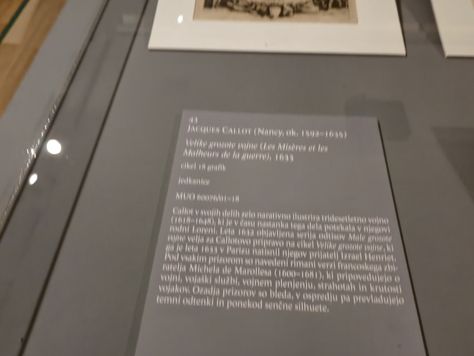 43
JACQUES CALLOT (Nancy, ok. 1592–1635)
Velike grozote vojne (Les Misères et les
Malheurs de la guerre), 1633
cikel 18 grafik
jedkanice
MUO 6007601–18
Callot v svojih delih zelo narativno ilustrira tridesetletno vojno
(1618–1648), ki je v času nastanka tega dela potekala v njegovi
rodni Loreni. Leta 1632 objavljena serija odtisov Male grozote
vojne velja za Callotovo pripravo na cikel Velike grozote vojne, ki
ga je leta 1633 v Parizu natisnil njegov prijatelj Izrael Henriet.
Pod vsakim prizorom so navedeni rimani verzi francoskega zbi-
ratelja Michela de Marollesa (1600–1681), ki pripovedujejo o
vojni, vojaški službi, vojnem plenjenju, strahotah in krutosti
vojakov. Ozadja prizorov so bleda, v ospredju pa prevladujejo
temni odtenki in ponekod senčne silhuete.